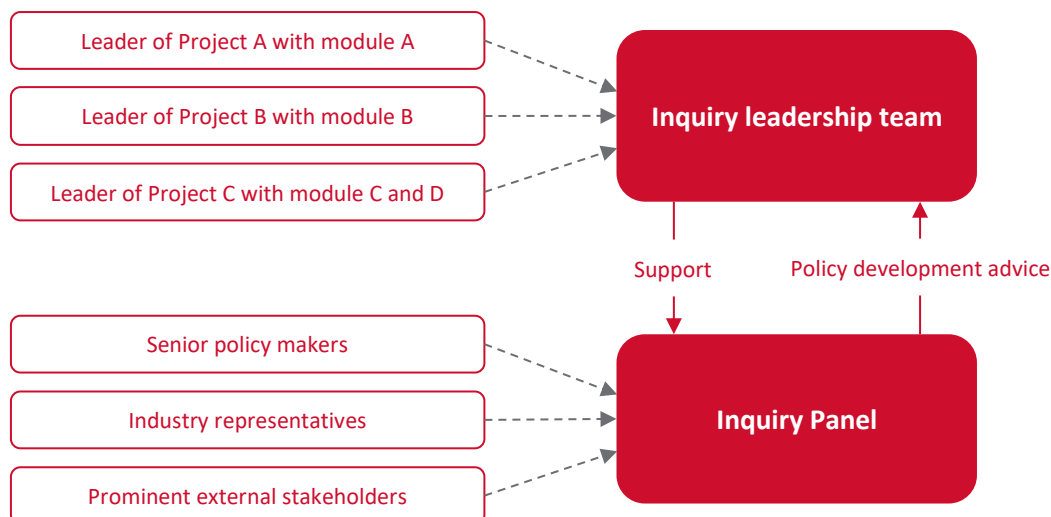 Leader of Project A with module A
Leader of Project B with module B
Leader of Project C with module C and D
Inquiry leadership team
Support
Policy development advice
Senior policy makers
Industry representatives
Prominent external stakeholders
Inquiry Panel